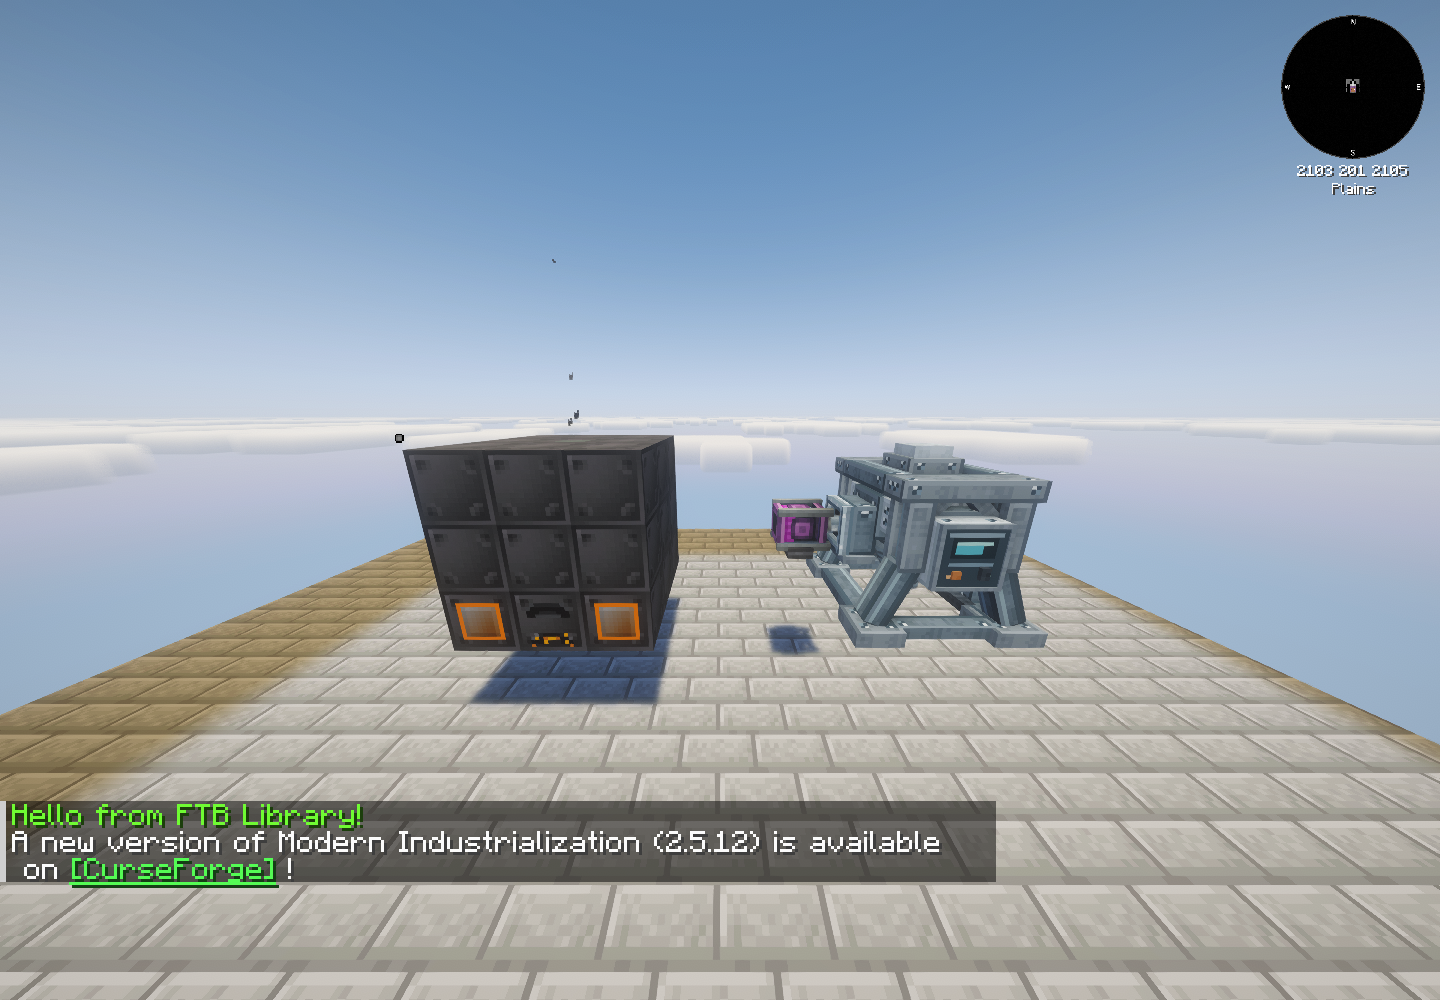 N
W
E
S
2103 201 2105
Plains
Hello from FTB Library!
A new version of Modern Industrialization (2.5.12) is available
on [CurseForge] !